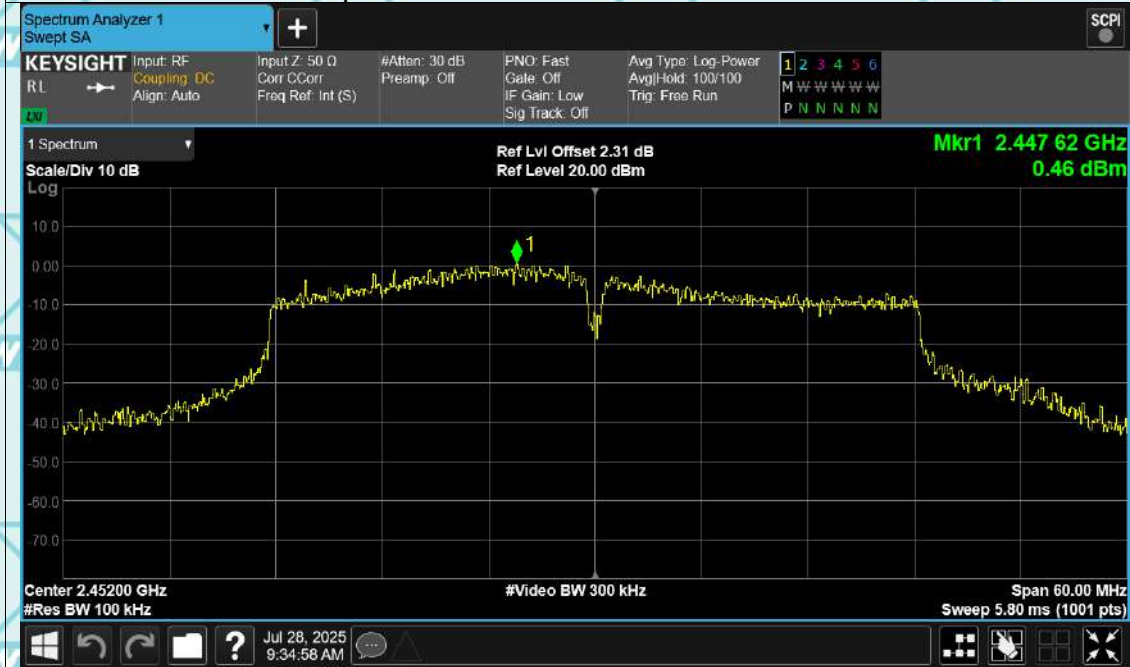 Spectrum Analyzer 1
Swept SA
+
SCPI
KEYSIGHT
RL
LXI
Input: RF
Coupling: DC
Align: Auto
Input Z: 50 Ω
Corr CCorr
Freq Ref: Int (S)
#Atten: 30 dB
Preamp: Off
PNO: Fast
Gate: Off
IF Gain: Low
Sig Track: Off
Avg Type: Log-Power
Avg|Hold: 100/100
Trig: Free Run
1 2 3 4 5 6
M W W W W W
P N N N N N
1 Spectrum
Scale/Div 10 dB
Log
Ref Lvl Offset 2.31 dB
Ref Level 20.00 dBm
Mkr1 2.447 62 GHz
0.46 dBm
1
10.0
0.00
-10.0
-20.0
-30.0
-40.0
-50.0
-60.0
-70.0
Center 2.45200 GHz
#Res BW 100 kHz
#Video BW 300 kHz
Span 60.00 MHz
Sweep 5.80 ms (1001 pts)
?
Jul 28, 2025
9:34:58 AM